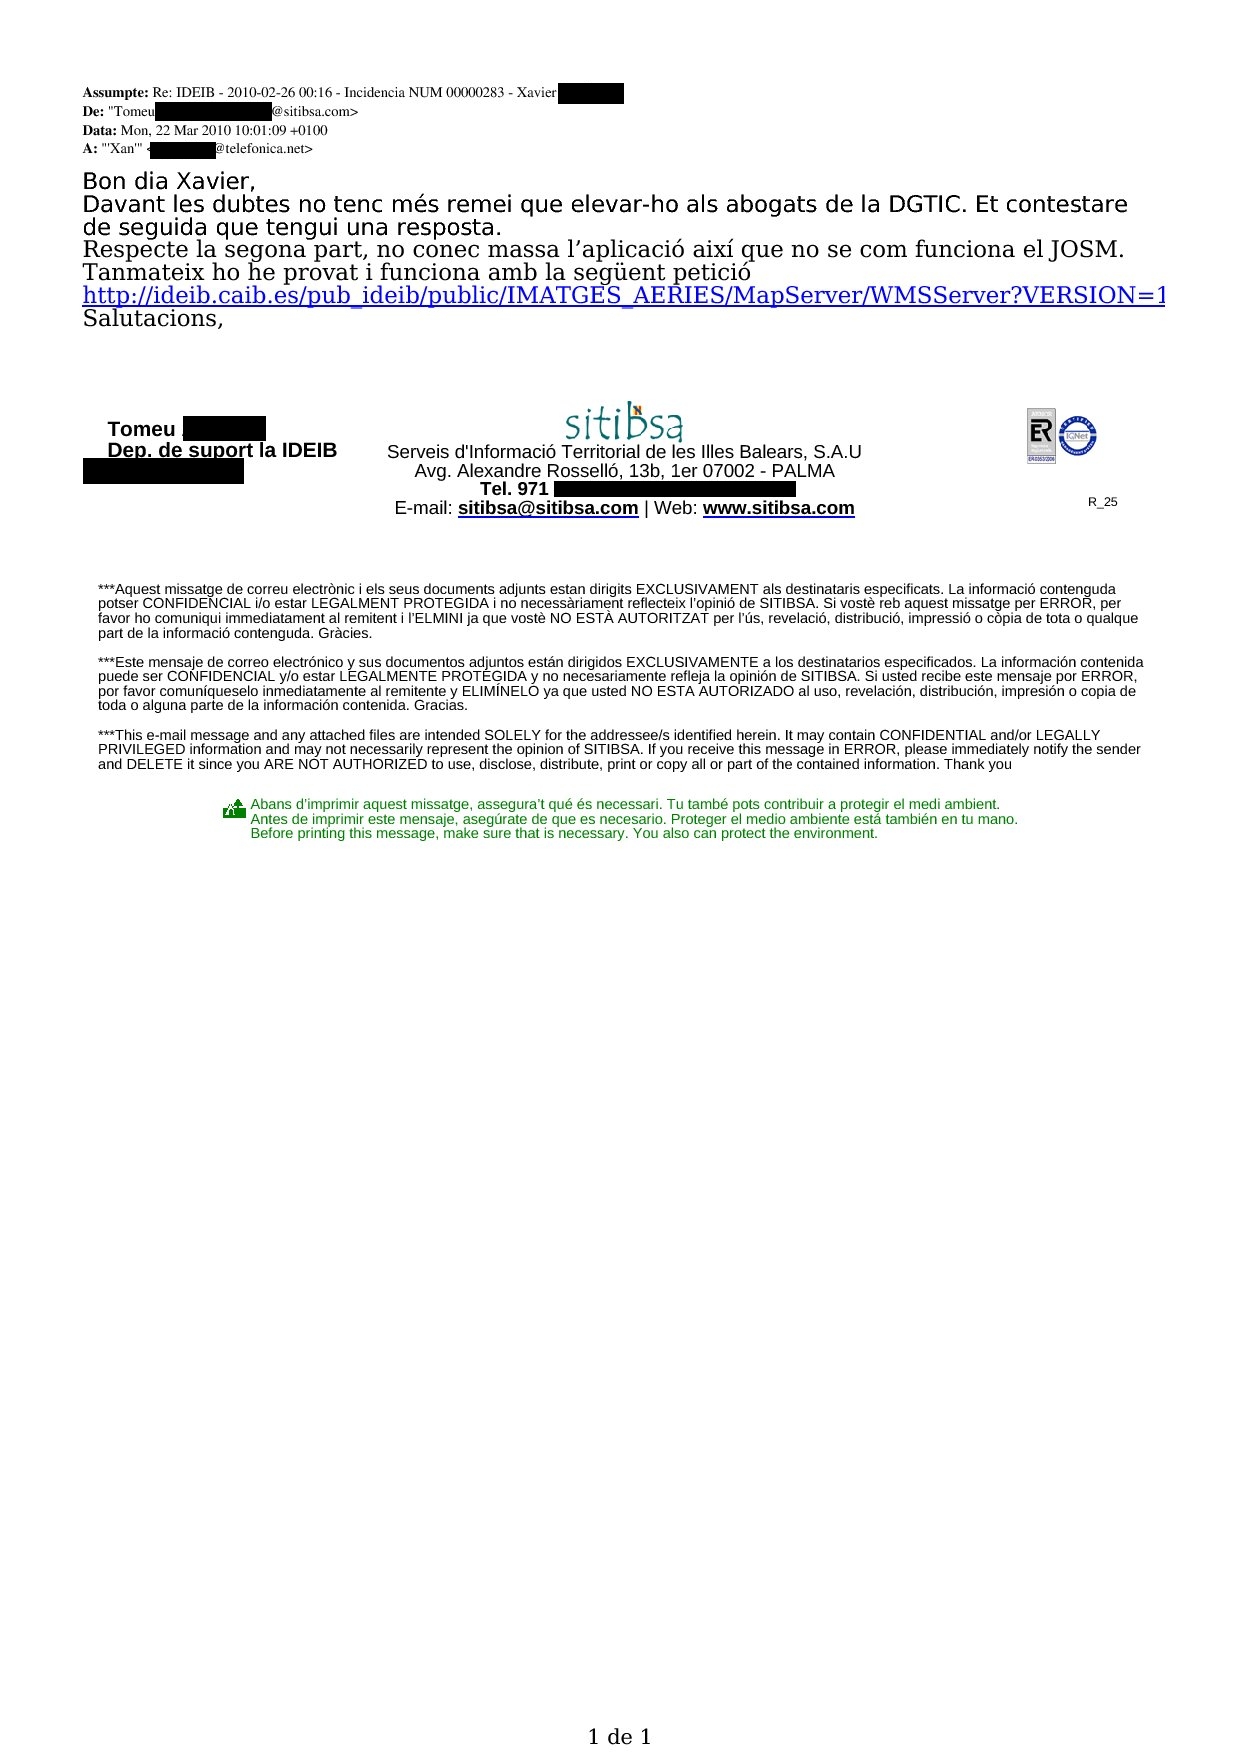 Assumpte: Re: IDEIB - 2010-02-26 00:16 - Incidencia NUM 00000283 - Xavier
De: "Tomeu @sitibsa.com>
Data: Mon, 22 Mar 2010 10:01:09 +0100
A: "'Xan'" < @telefonica.net>
Bon dia Xavier,
Davant les dubtes no tenc més remei que elevar-ho als abogats de la DGTIC. Et contestare
de seguida que tengui una resposta.
Respecte la segona part, no conec massa l’aplicació així que no se com funciona el JOSM.
Tanmateix ho he provat i funciona amb la següent petició
http://ideib.caib.es/pub_ideib/public/IMATGES_AERIES/MapServer/WMSServer?VERSION=1
Salutacions,
Tomeu
Dep. de suport la IDEIB
sitibsa
Serveis d'Informació Territorial de les Illes Balears, S.A.U
Avg. Alexandre Rosselló, 13b, 1er 07002 - PALMA
Tel. 971
E-mail: sitibsa@sitibsa.com | Web: www.sitibsa.com
ER
IQNet
R_25
***Aquest missatge de correu electrònic i els seus documents adjunts estan dirigits EXCLUSIVAMENT als destinataris especificats. La informació contenguda
potser CONFIDENCIAL i/o estar LEGALMENT PROTEGIDA i no necessàriament reflecteix l’opinió de SITIBSA. Si vostè reb aquest missatge per ERROR, per
favor ho comuniqui immediatament al remitent i l’ELMINI ja que vostè NO ESTÀ AUTORITZAT per l’ús, revelació, distribució, impressió o còpia de tota o qualque
part de la informació contenguda. Gràcies.
***Este mensaje de correo electrónico y sus documentos adjuntos están dirigidos EXCLUSIVAMENTE a los destinatarios especificados. La información contenida
puede ser CONFIDENCIAL y/o estar LEGALMENTE PROTEGIDA y no necesariamente refleja la opinión de SITIBSA. Si usted recibe este mensaje por ERROR,
por favor comuníqueselo inmediatamente al remitente y ELIMÍNELO ya que usted NO ESTA AUTORIZADO al uso, revelación, distribución, impresión o copia de
toda o alguna parte de la información contenida. Gracias.
***This e-mail message and any attached files are intended SOLELY for the addressee/s identified herein. It may contain CONFIDENTIAL and/or LEGALLY
PRIVILEGED information and may not necessarily represent the opinion of SITIBSA. If you receive this message in ERROR, please immediately notify the sender
and DELETE it since you ARE NOT AUTHORIZED to use, disclose, distribute, print or copy all or part of the contained information. Thank you
Abans d’imprimir aquest missatge, assegura’t qué és necessari. Tu també pots contribuir a protegir el medi ambient.
Antes de imprimir este mensaje, asegúrate de que es necesario. Proteger el medio ambiente está también en tu mano.
Before printing this message, make sure that is necessary. You also can protect the environment.
1 de 1